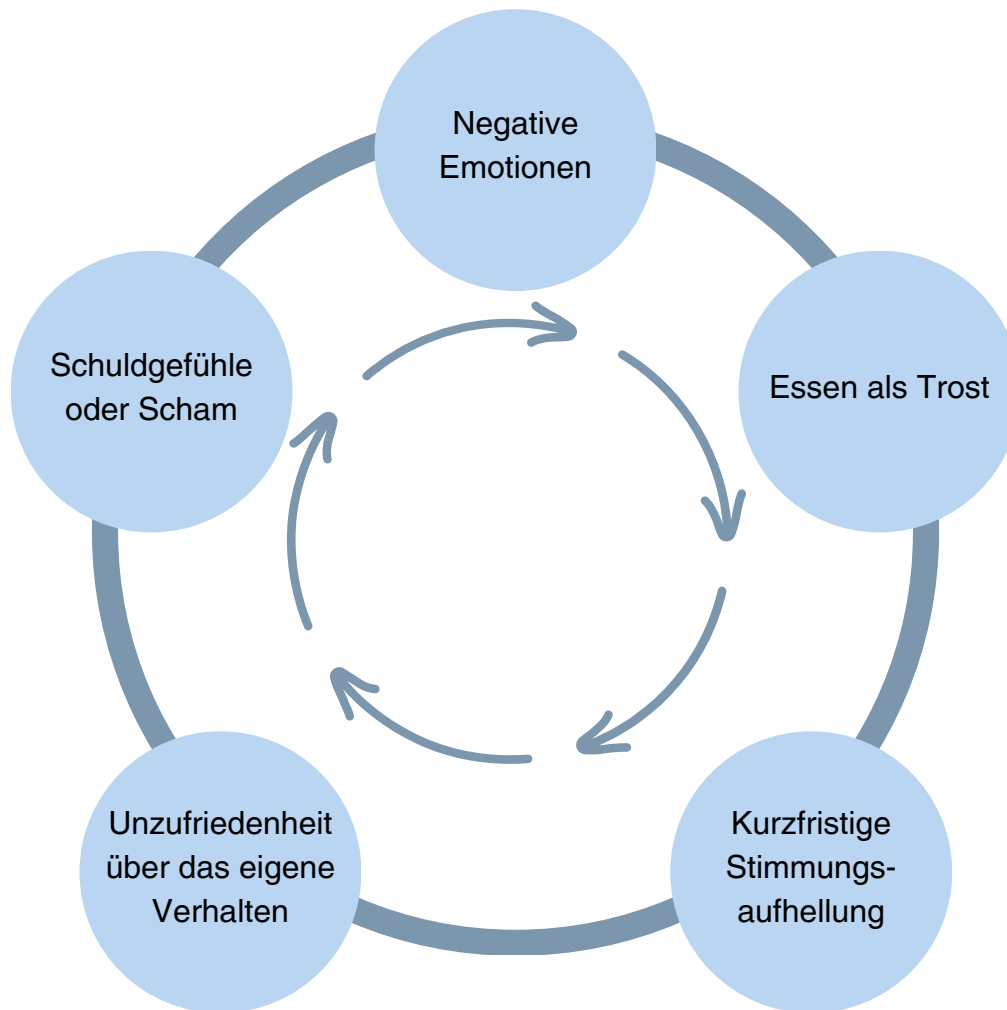 Negative
Emotionen
Essen als Trost
Kurzfristige
Stimmungs-
aufhellung
Unzufriedenheit
über das eigene
Verhalten
Schuldgefühle
oder Scham